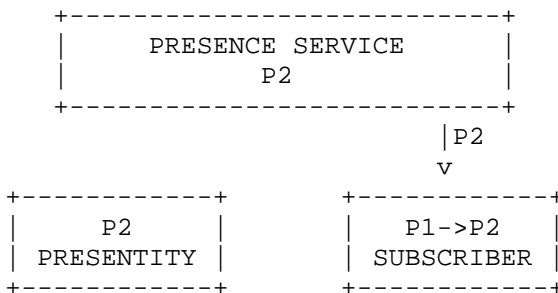 PRESENCE SERVICE
P2
|P2
v
P2
PRESENTITY
P1->P2
SUBSCRIBER